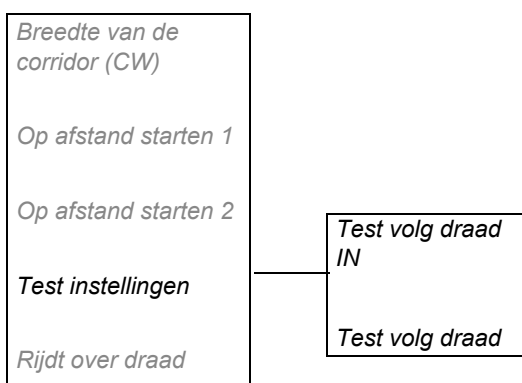 Breedte van de
corridor (CW)
Op afstand starten 1
Op afstand starten 2
Test instellingen
Rijdt over draad
Test volg draad
IN
Test volg draad